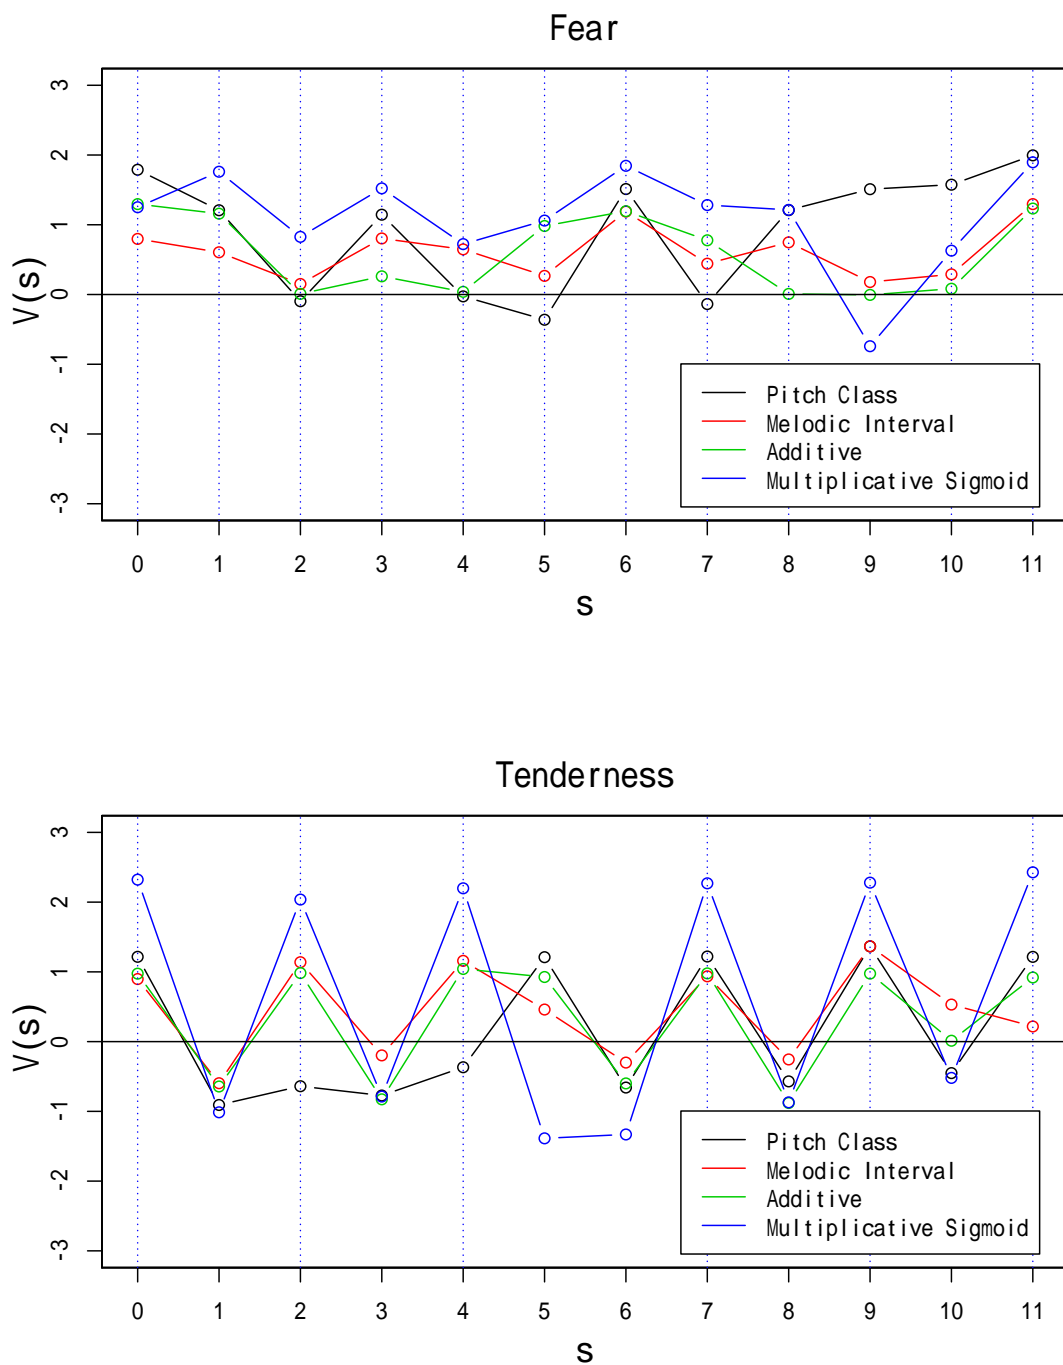 Fear
3
2
1
0
-1
-2
-3
V(s)
Pitch Class
Melodic Interval
Additive
Multiplicative Sigmoid
0 1 2 3 4 5 6 7 8 9 10 11
s
Tenderness
3
2
1
0
-1
-2
-3
V(s)
Pitch Class
Melodic Interval
Additive
Multiplicative Sigmoid
0 1 2 3 4 5 6 7 8 9 10 11
s